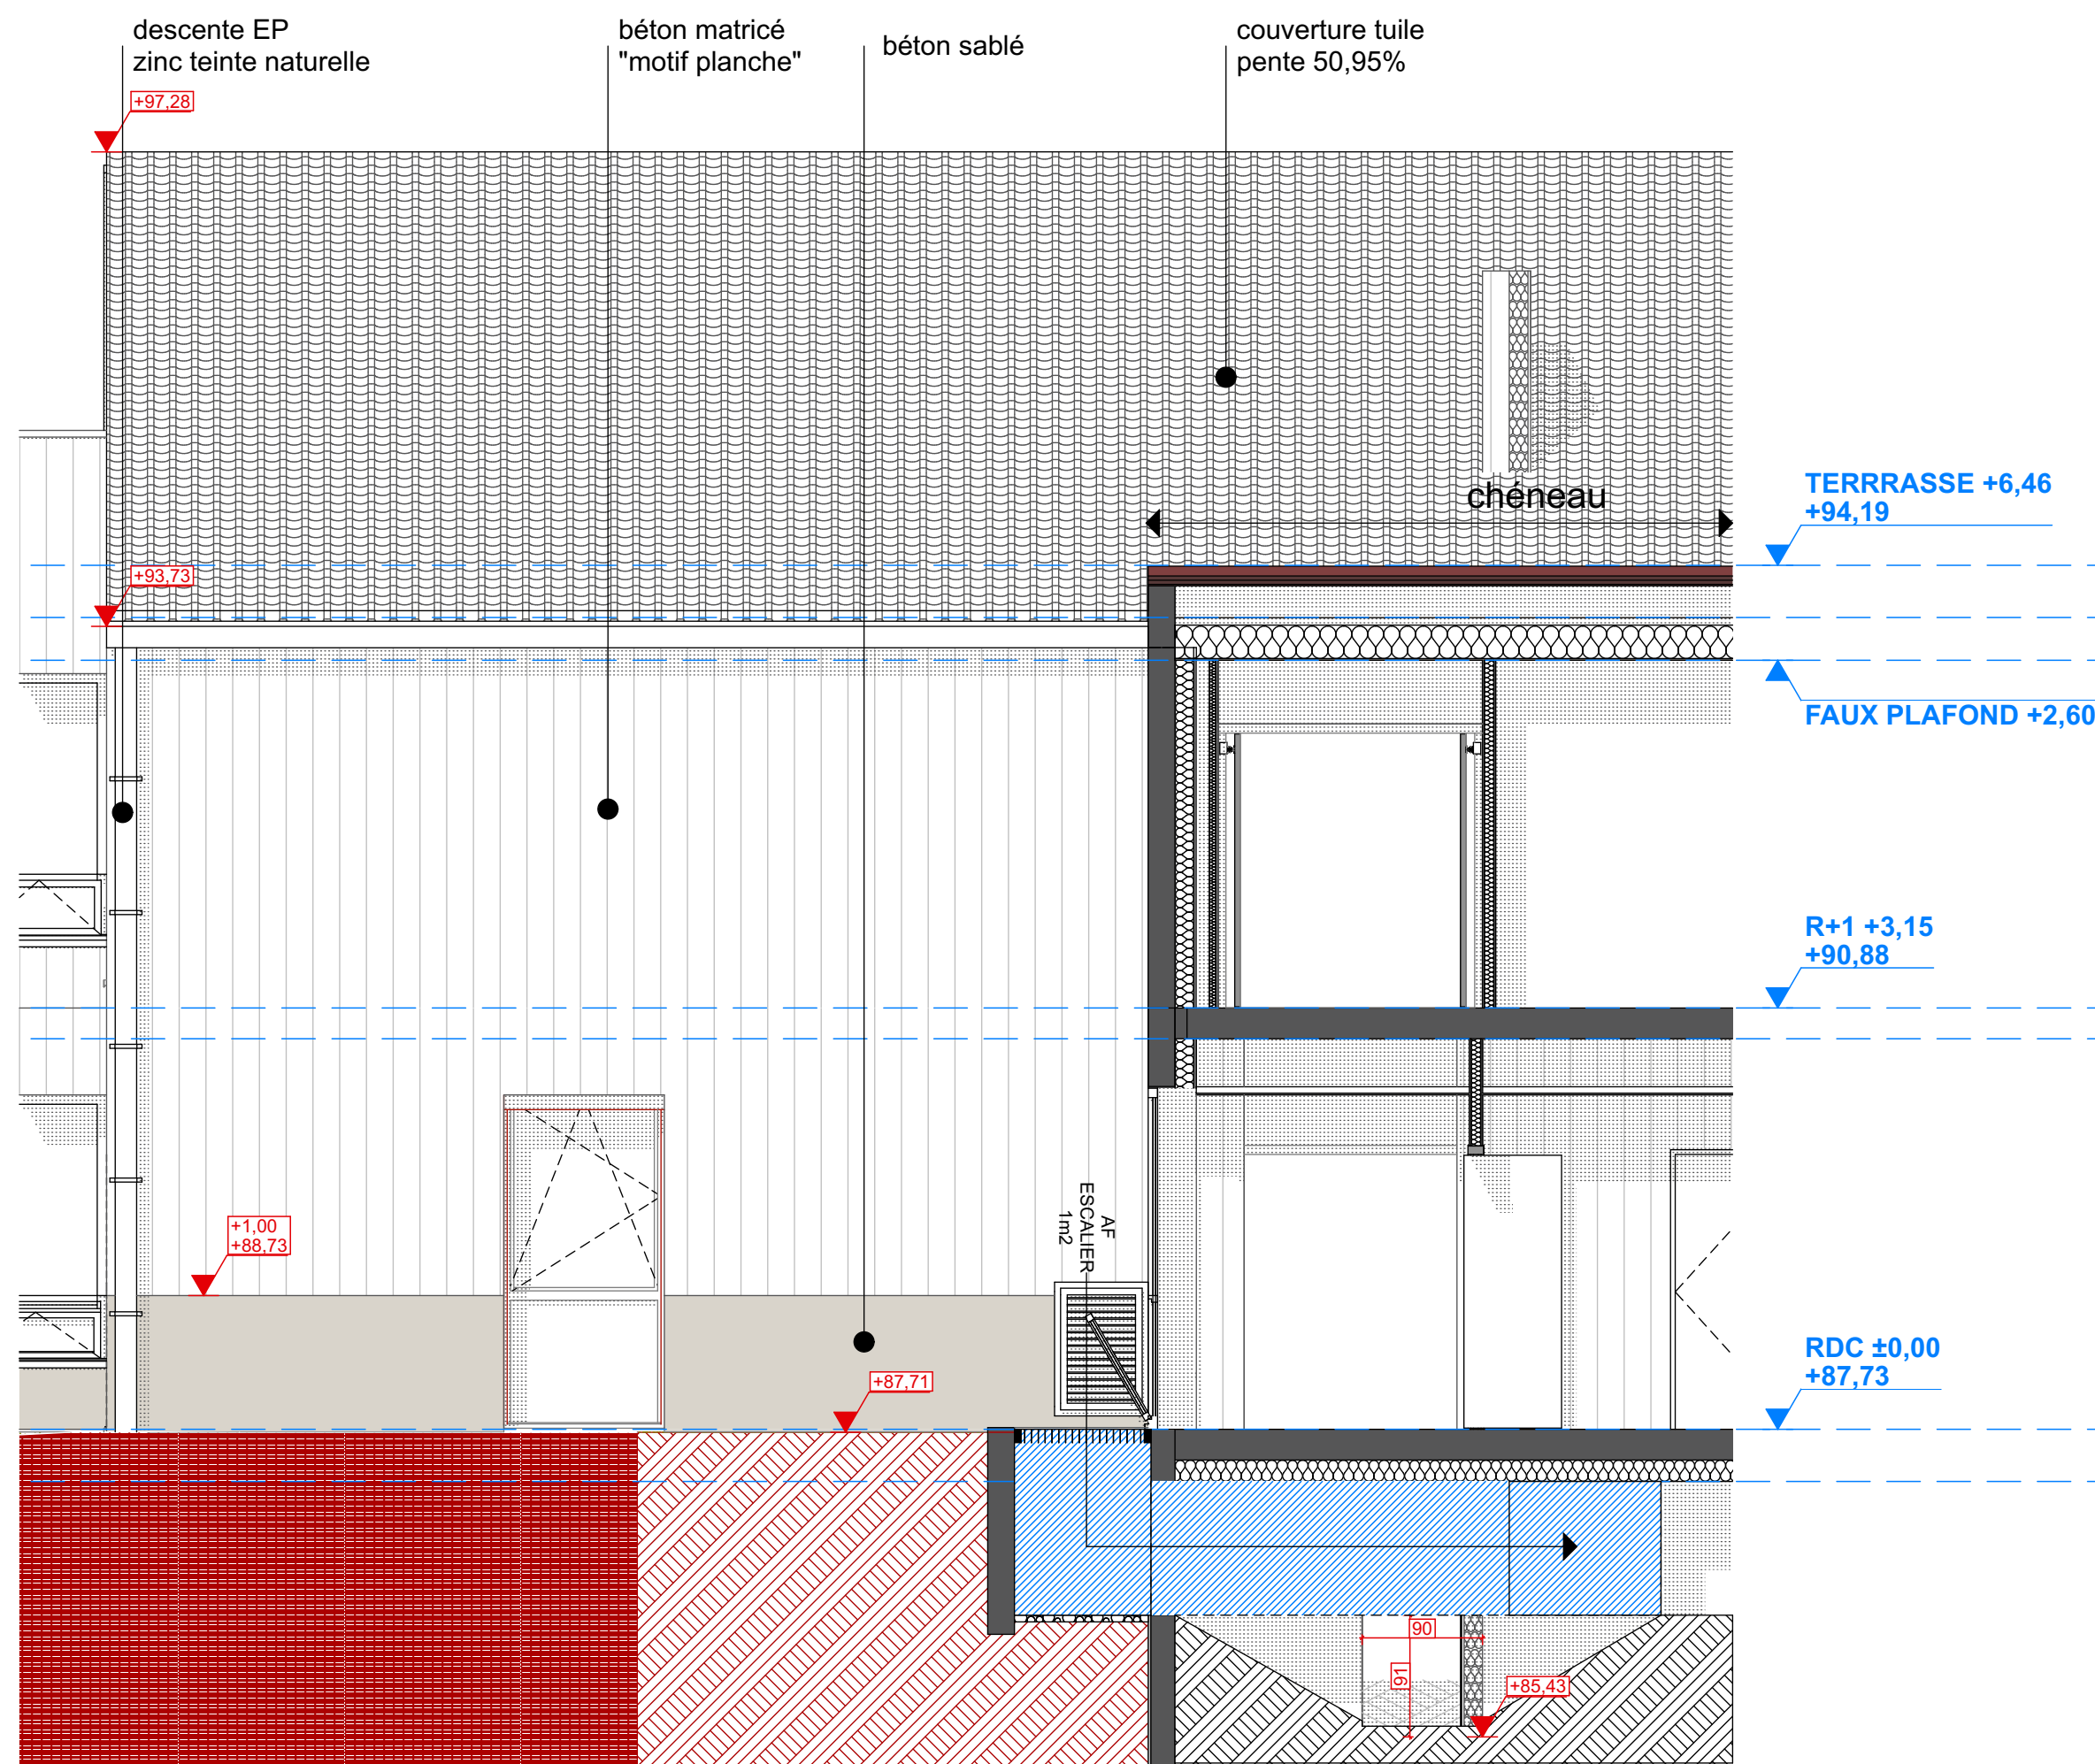 descente EP
zinc teinte naturelle
béton matricé
"motif planche"
béton sablé
couverture tuile
pente 50,95%
+97,28
chéneau
TERRRASSE +6,46
+94,19
+93,73
FAUX PLAFOND +2,60
R+1 +3,15
+90,88
AF
ESCALIER
1m2
+1,00
+88,73
RDC ±0,00
+87,73
+87,71
90
91
+85,43